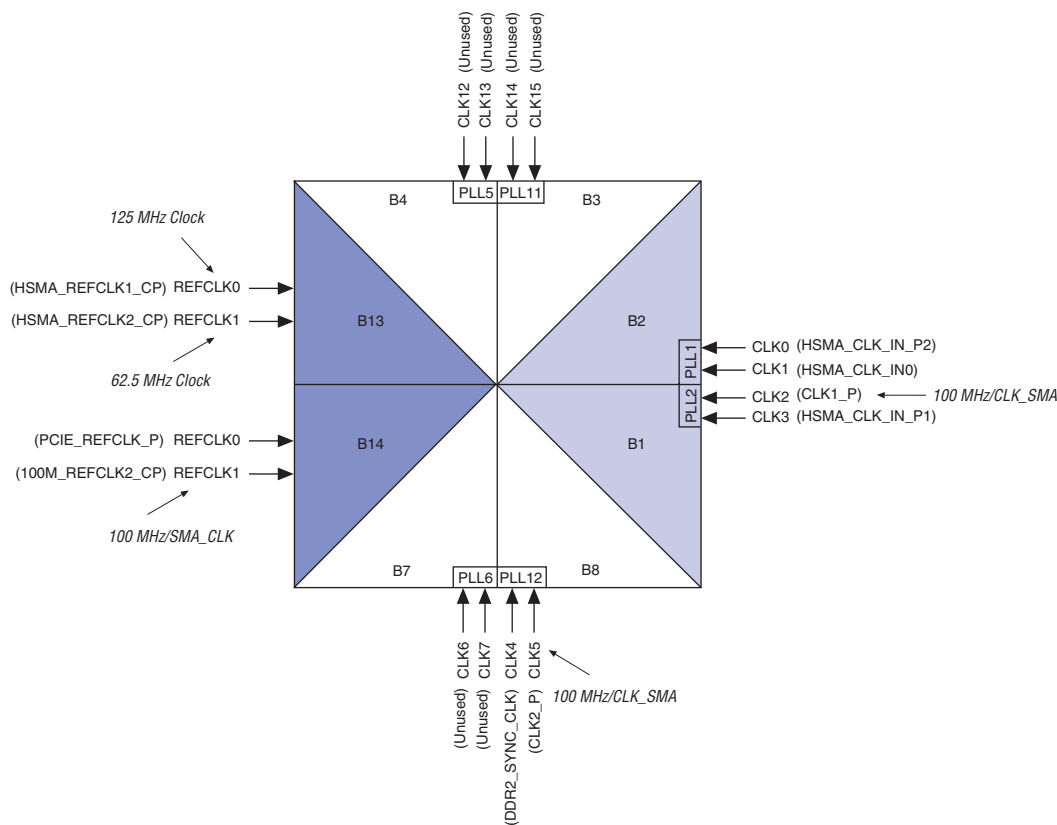 CLK12 (Unused)
CLK13 (Unused)
CLK14 (Unused)
CLK15 (Unused)
PLL5
PLL11
B4
B3
125 MHz Clock
(HSMA_REFCLK1_CP) REFCLK0
(HSMA_REFCLK2_CP) REFCLK1
62.5 MHz Clock
B13
B2
PLL1
CLK0 (HSMA_CLK_IN_P2)
CLK1 (HSMA_CLK_IN0)
PLL2
CLK2 (CLK1_P)
100 MHz/CLK_SMA
CLK3 (HSMA_CLK_IN_P1)
(PCIE_REFCLK_P) REFCLK0
(100M_REFCLK2_CP) REFCLK1
100 MHz/SMA_CLK
B14
B1
B7
PLL6
PLL12
B8
(Unused) CLK6
(Unused) CLK7
(DDR2_SYNC_CLK) CLK4
(CLK2_P) CLK5
100 MHz/CLK_SMA